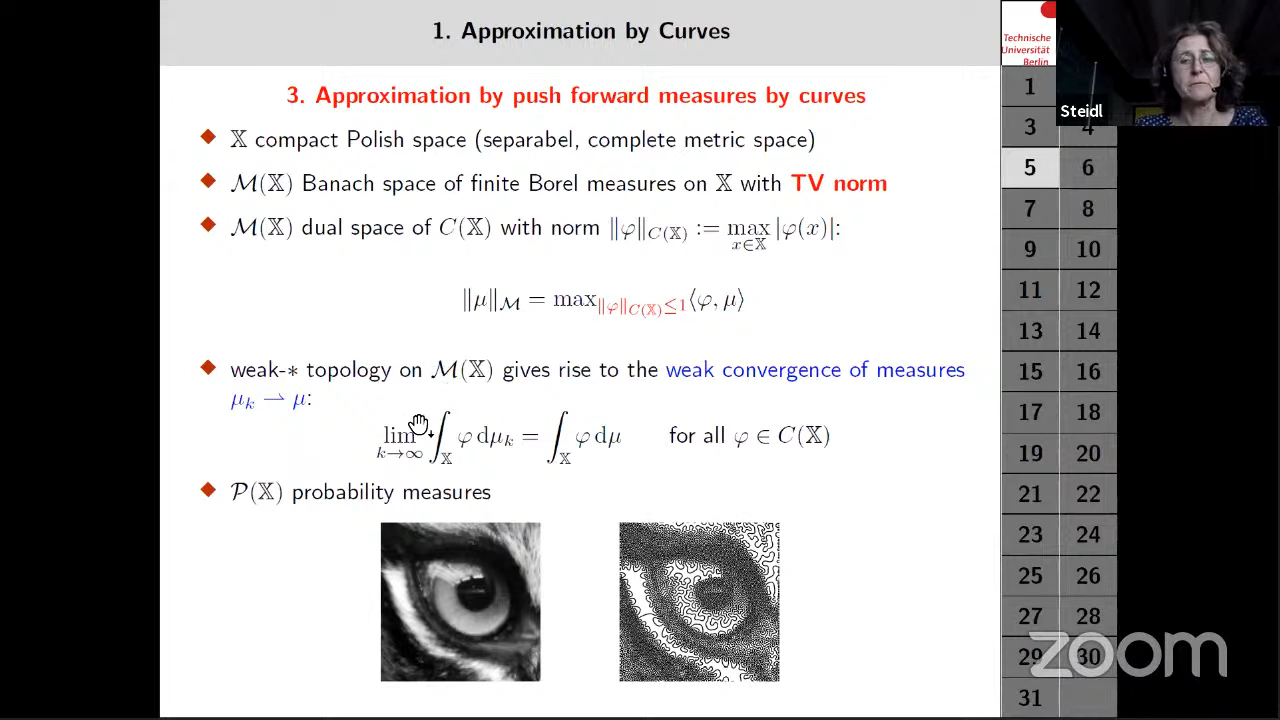 1. Approximation by Curves
3. Approximation by push forward measures by curves
𝕏 compact Polish space (separabel, complete metric space)
ℳ(𝕏) Banach space of finite Borel measures on 𝕏 with TV norm
ℳ(𝕏) dual space of C(𝕏) with norm ‖φ‖_{C(𝕏)} := max_{x∈𝕏} |φ(x)|:
‖μ‖_ℳ = max_{‖φ‖_{C(𝕏)}≤1} ⟨φ, μ⟩
weak-∗ topology on ℳ(𝕏) gives rise to the weak convergence of measures
μ_k ⇀ μ:
lim_{k→∞} ∫_𝕏 φ dμ_k = ∫_𝕏 φ dμ for all φ ∈ C(𝕏)
𝒫(𝕏) probability measures
Technische
Universität
Berlin
Steidl
1
3 4
5 6
7 8
9 10
11 12
13 14
15 16
17 18
19 20
21 22
23 24
25 26
27 28
29 30
31
zoom